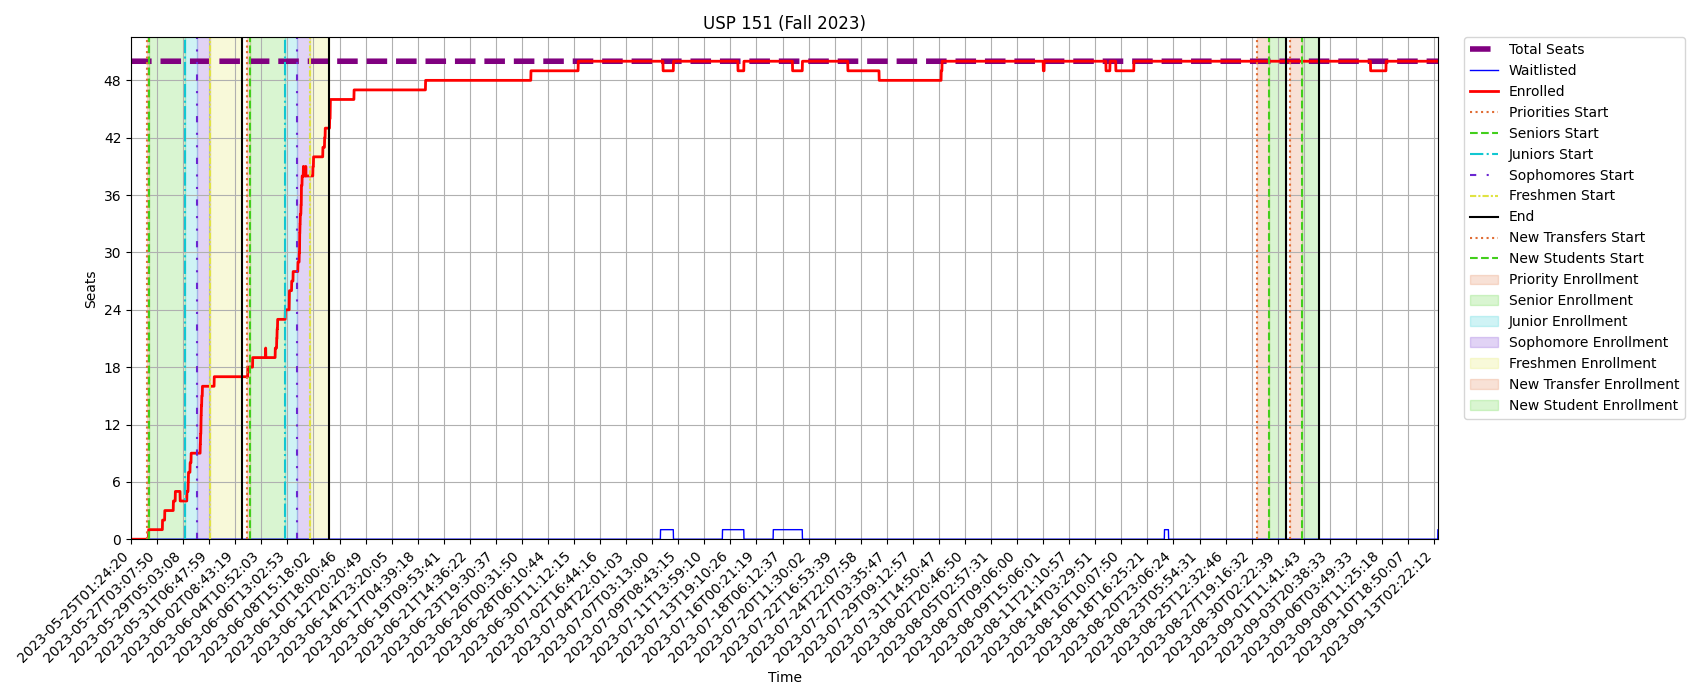 USP 151 (Fall 2023)
Seats
48
42
36
30
24
18
12
6
0
2023-05-25T01:24:20
2023-05-27T03:07:50
2023-05-29T05:03:08
2023-05-31T06:47:59
2023-06-02T08:43:19
2023-06-04T10:52:03
2023-06-06T13:02:53
2023-06-08T15:18:02
2023-06-10T18:00:46
2023-06-12T20:20:49
2023-06-14T23:20:05
2023-06-17T04:39:18
2023-06-19T09:53:41
2023-06-21T14:36:22
2023-06-23T19:30:37
2023-06-26T00:31:50
2023-06-28T06:10:44
2023-06-30T11:12:15
2023-07-02T16:44:16
2023-07-04T22:01:03
2023-07-07T03:13:00
2023-07-09T08:43:15
2023-07-11T13:59:10
2023-07-13T19:10:26
2023-07-16T00:21:19
2023-07-18T06:12:37
2023-07-20T11:30:02
2023-07-22T16:53:39
2023-07-24T22:07:58
2023-07-27T03:35:47
2023-07-29T09:12:57
2023-07-31T14:50:47
2023-08-02T20:46:50
2023-08-05T02:57:31
2023-08-07T09:06:00
2023-08-09T15:06:01
2023-08-11T21:10:57
2023-08-14T03:29:51
2023-08-16T10:07:50
2023-08-18T16:25:21
2023-08-20T23:06:24
2023-08-23T05:54:31
2023-08-25T12:32:46
2023-08-27T19:16:32
2023-08-30T02:22:39
2023-09-01T11:41:43
2023-09-03T20:38:33
2023-09-06T03:49:33
2023-09-08T11:25:18
2023-09-10T18:50:07
2023-09-13T02:22:12
Time
Total Seats
Waitlisted
Enrolled
Priorities Start
Seniors Start
Juniors Start
Sophomores Start
Freshmen Start
End
New Transfers Start
New Students Start
Priority Enrollment
Senior Enrollment
Junior Enrollment
Sophomore Enrollment
Freshmen Enrollment
New Transfer Enrollment
New Student Enrollment